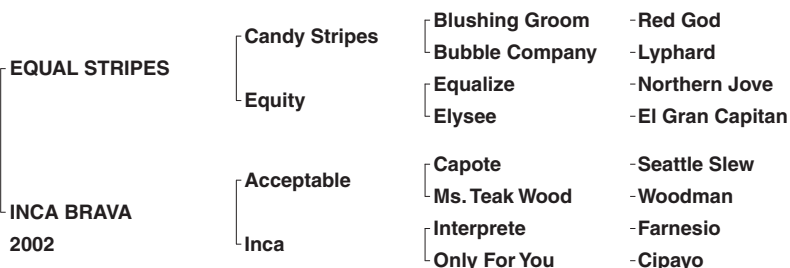 Blushing Groom -Red God
Candy Stripes
Bubble Company -Lyphard
EQUAL STRIPES
Equalize -Northern Jove
Equity
Elysee -El Gran Capitan
Capote -Seattle Slew
Acceptable
Ms. Teak Wood -Woodman
INCA BRAVA
Interprete -Farnesio
2002 Inca
Only For You -Cipayo